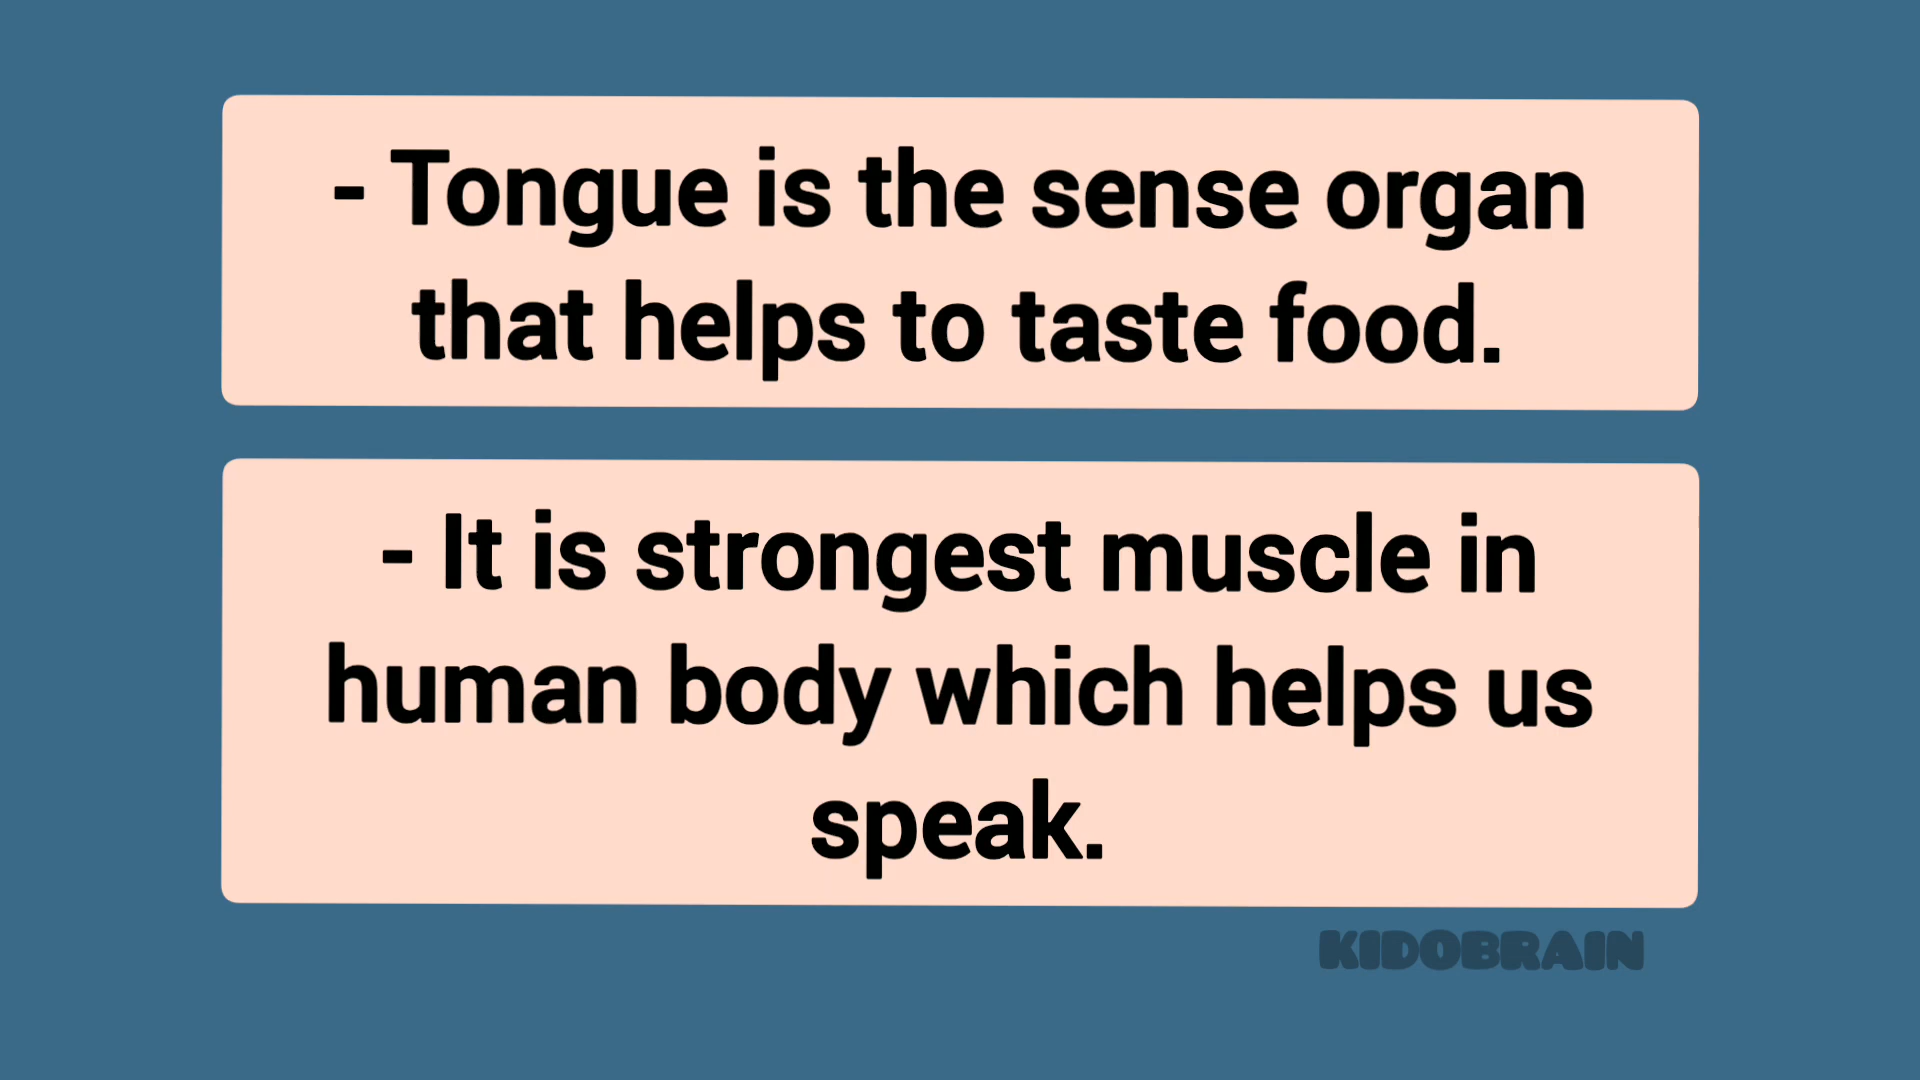 - Tongue is the sense organ
that helps to taste food.
- It is strongest muscle in
human body which helps us
speak.
KIDOBRAIN